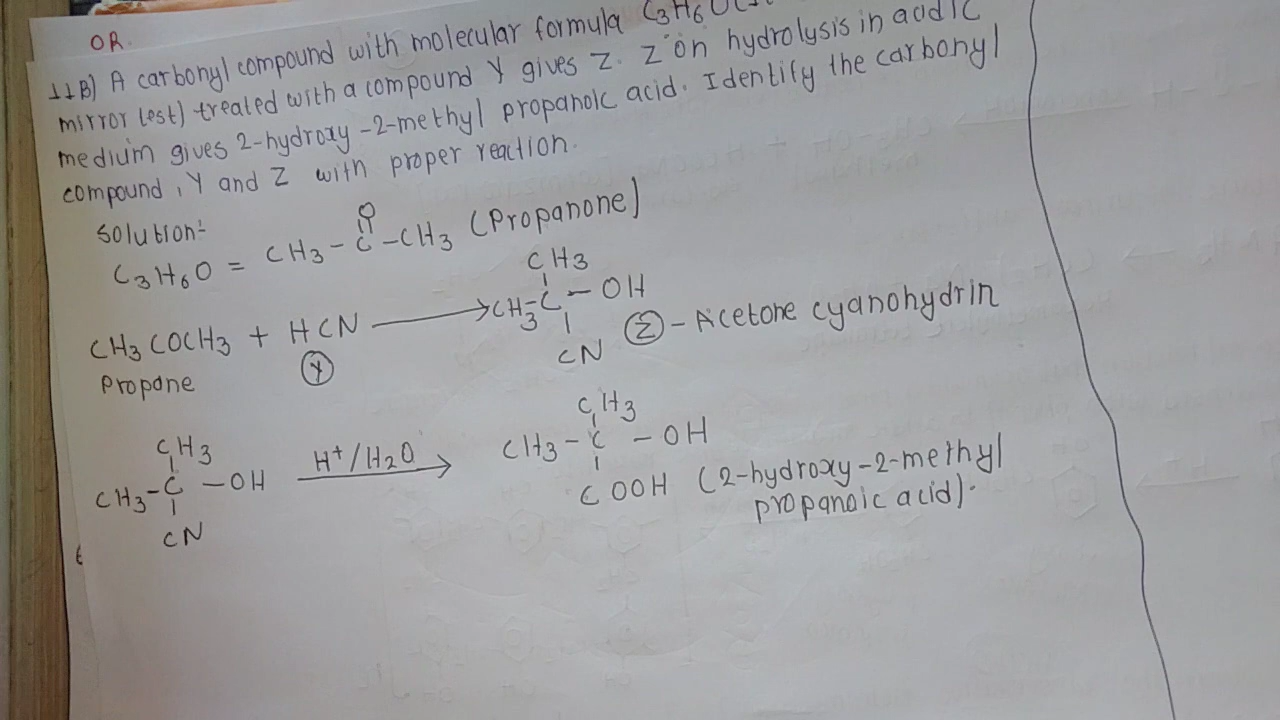 OR.
11B) A carbonyl compound with molecular formula C3H6O
mirror test) treated with a compound Y gives Z. Z on hydrolysis in acidic
medium gives 2-hydroxy-2-methyl propanoic acid. Identify the carbonyl
compound, Y and Z with proper reaction.
Solution:-
O
C3H6O = CH3 - C - CH3 (Propanone)
CH3
CH3COCH3 + HCN → CH3-C - OH
Propane (Y) CN (Z) - Acetone cyanohydrin
CH3 CH3
CH3-C - OH H+/H2O → CH3 - C - OH
CN COOH (2-hydroxy-2-methyl
propanoic acid).